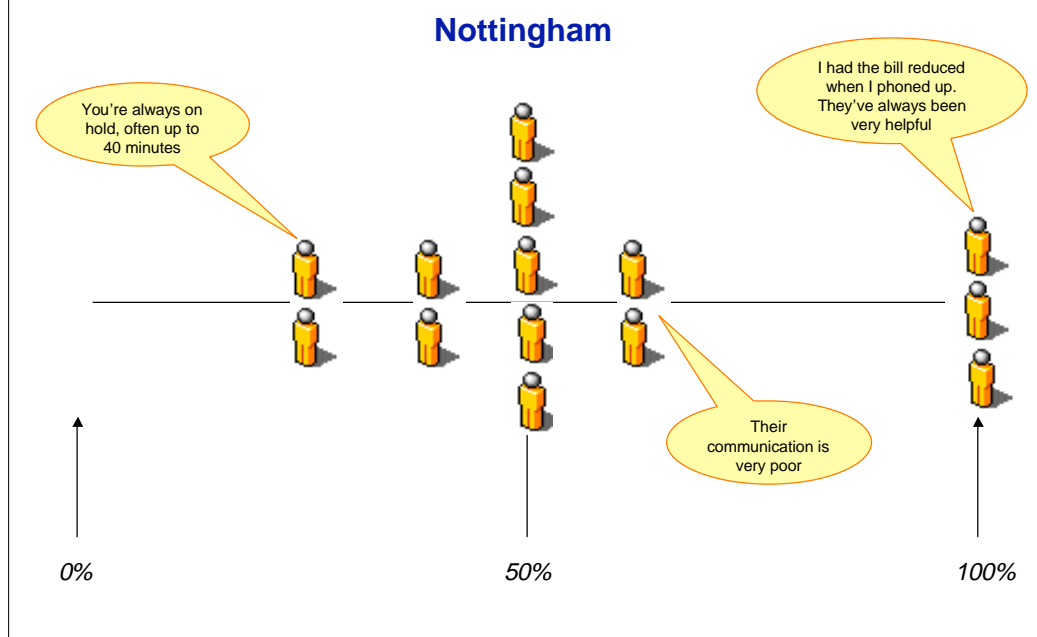 Nottingham
You’re always on
hold, often up to
40 minutes
I had the bill reduced
when I phoned up.
They’ve always been
very helpful
Their
communication is
very poor
0%
50%
100%